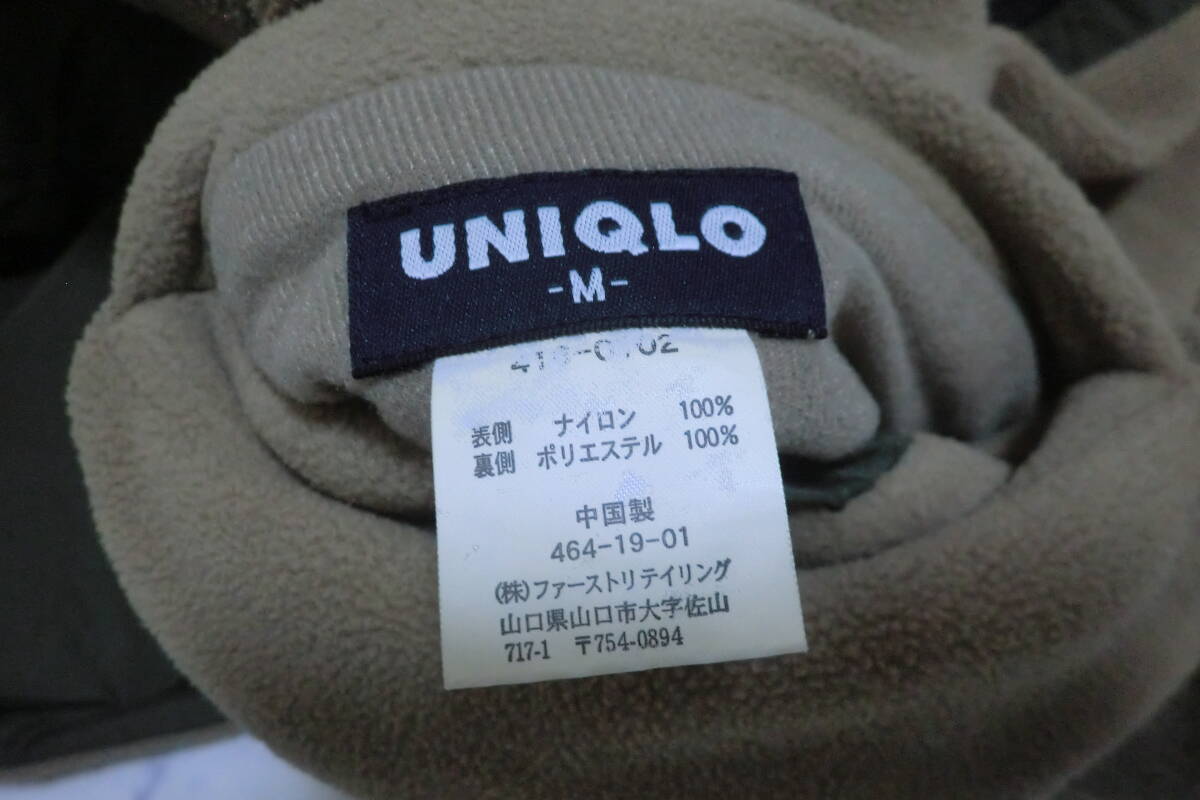 UNIQLO
-M-
表側 ナイロン 100%
裏側 ポリエステル 100%
中国製
464-19-01
(株)ファーストリテイリング
山口県山口市大字佐山
717-1 〒754-0894